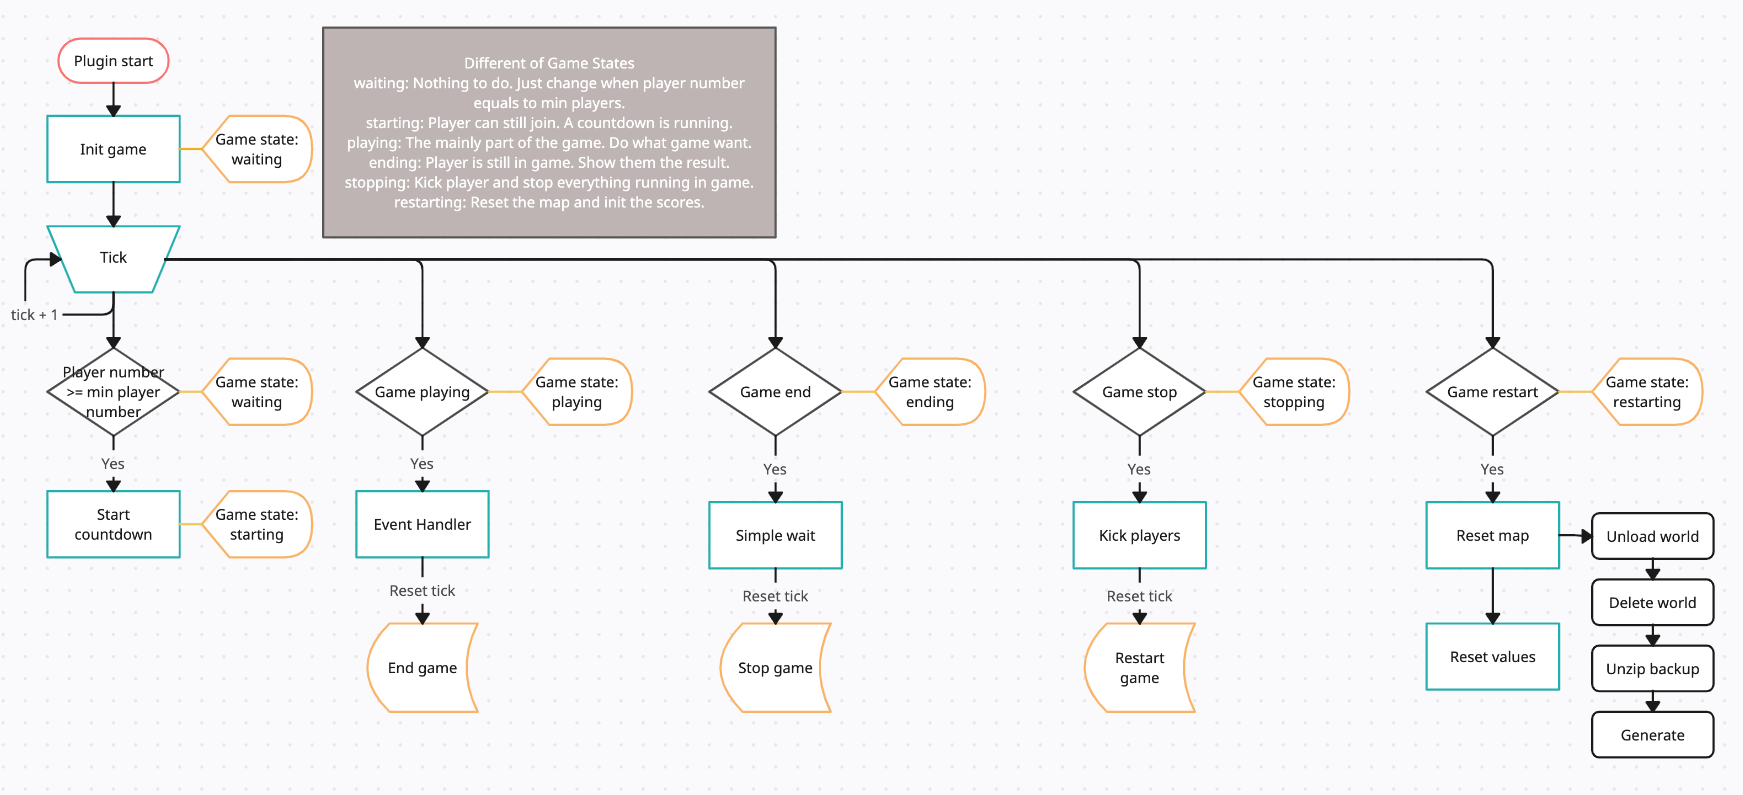 Plugin start
Init game
Game state:
waiting
Different of Game States
waiting: Nothing to do. Just change when player number
equals to min players.
starting: Player can still join. A countdown is running.
playing: The mainly part of the game. Do what game want.
ending: Player is still in game. Show them the result.
stopping: Kick player and stop everything running in game.
restarting: Reset the map and init the scores.
Tick
tick + 1
Player number
>= min player
number
Game state:
waiting
Yes
Start
countdown
Game state:
starting
Game playing
Game state:
playing
Yes
Event Handler
Reset tick
End game
Game end
Game state:
ending
Yes
Simple wait
Reset tick
Stop game
Game stop
Game state:
stopping
Yes
Kick players
Reset tick
Restart
game
Game restart
Game state:
restarting
Yes
Reset map
Reset values
Unload world
Delete world
Unzip backup
Generate